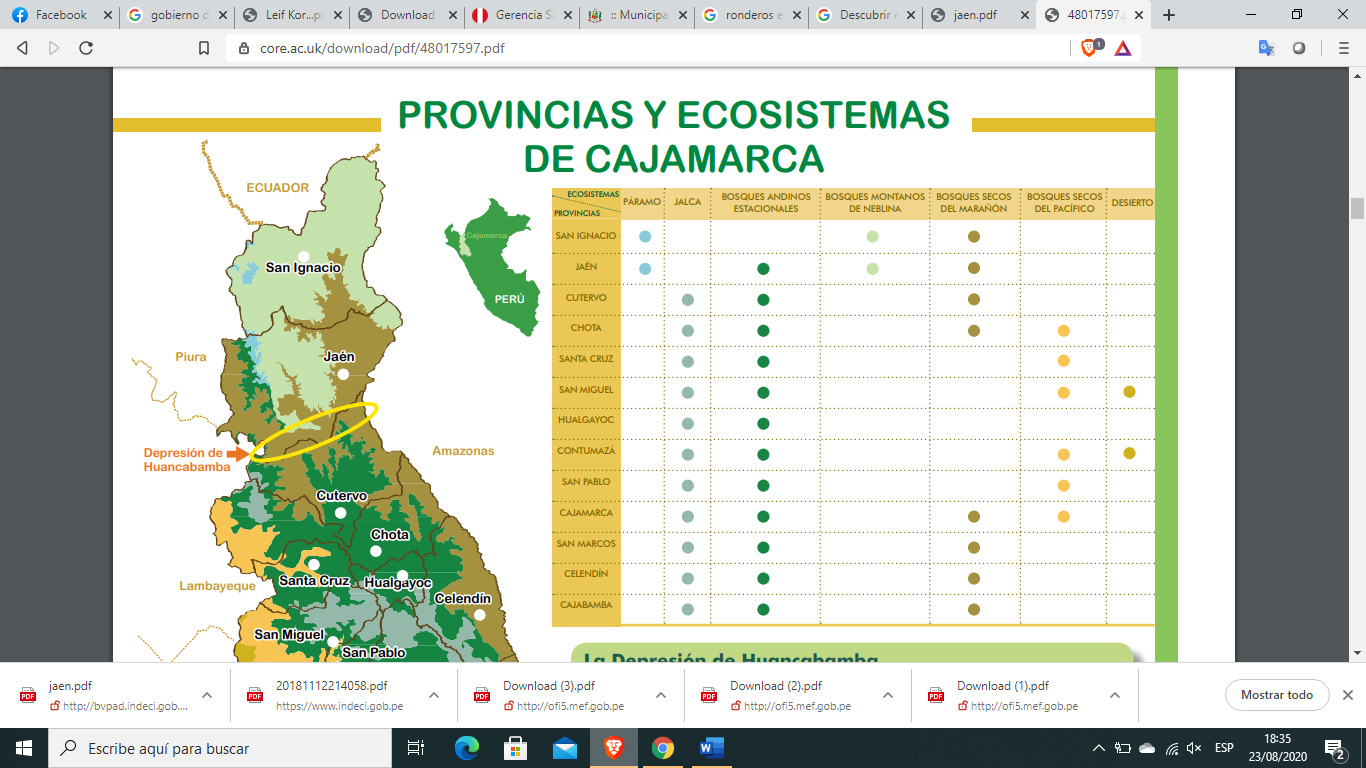 Facebook
gobierno d
Leif Kor...pd
Download
Gerencia S
:: Municipa
ronderos e
Descubrir e
jaen.pdf
48017597.p
core.ac.uk/download/pdf/48017597.pdf
1
PROVINCIAS Y ECOSISTEMAS
DE CAJAMARCA
ECUADOR
San Ignacio
Piura
Jaén
Depresión de
Huancabamba
Amazonas
Cutervo
Chota
Lambayeque
Santa Cruz
Hualgayoc
Celendín
San Miguel
San Pablo
Cajamarca
PERÚ
ECOSISTEMAS
PROVINCIAS
PÁRAMO
JALCA
BOSQUES ANDINOS
ESTACIONALES
BOSQUES MONTANOS
DE NEBLINA
BOSQUES SECOS
DEL MARAÑÓN
BOSQUES SECOS
DEL PACÍFICO
DESIERTO
SAN IGNACIO
JAÉN
CUTERVO
CHOTA
SANTA CRUZ
SAN MIGUEL
HUALGAYOC
CONTUMAZÁ
SAN PABLO
CAJAMARCA
SAN MARCOS
CELENDÍN
CAJABAMBA
La Depresión de Huancabamba
jaen.pdf
http://bvpad.indeci.gob....
20181112214058.pdf
https://www.indeci.gob.pe
Download (3).pdf
http://ofi5.mef.gob.pe
Download (2).pdf
http://ofi5.mef.gob.pe
Download (1).pdf
http://ofi5.mef.gob.pe
Mostrar todo
Escribe aquí para buscar
ESP
18:35
23/08/2020
2